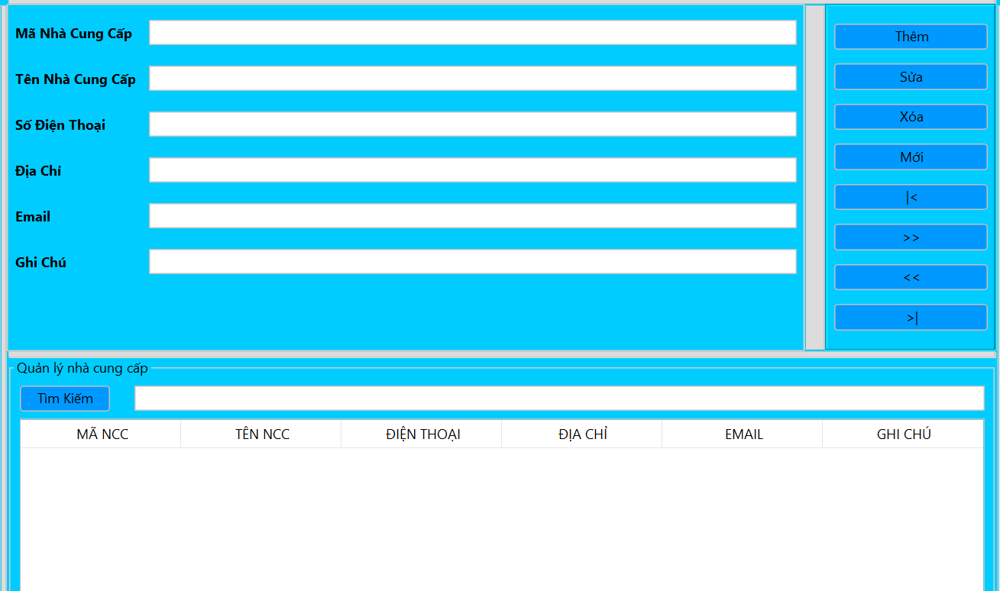 Mã Nhà Cung Cấp
Tên Nhà Cung Cấp
Số Điện Thoại
Địa Chỉ
Email
Ghi Chú
Thêm
Sửa
Xóa
Mới
|<
>>
<<
>|
Quản lý nhà cung cấp
Tìm Kiếm
MÃ NCC TÊN NCC ĐIỆN THOẠI ĐỊA CHỈ EMAIL GHI CHÚ